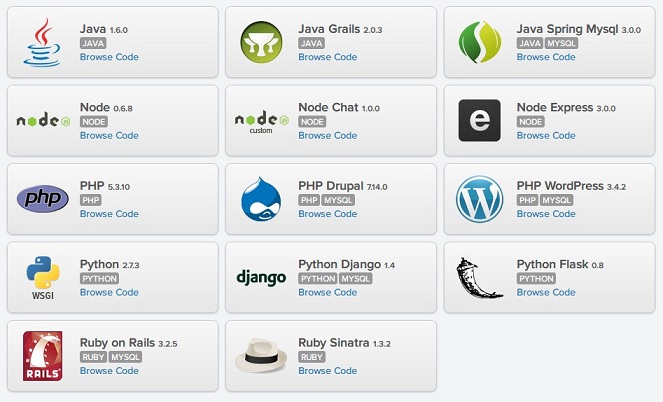 Java 1.6.0
JAVA
Browse Code
Java Grails 2.0.3
JAVA
Browse Code
Java Spring Mysql 3.0.0
JAVA MYSQL
Browse Code
node JS
Node 0.6.8
NODE
Browse Code
node JS
custom
Node Chat 1.0.0
NODE
Browse Code
e
Node Express 3.0.0
NODE
Browse Code
php
PHP 5.3.10
PHP
Browse Code
PHP Drupal 7.14.0
PHP MYSQL
Browse Code
W
PHP WordPress 3.4.2
PHP MYSQL
Browse Code
WSGI
Python 2.7.3
PYTHON
Browse Code
django
Python Django 1.4
PYTHON MYSQL
Browse Code
Python Flask 0.8
PYTHON
Browse Code
RAILS
Ruby on Rails 3.2.5
RUBY MYSQL
Browse Code
Ruby Sinatra 1.3.2
RUBY
Browse Code